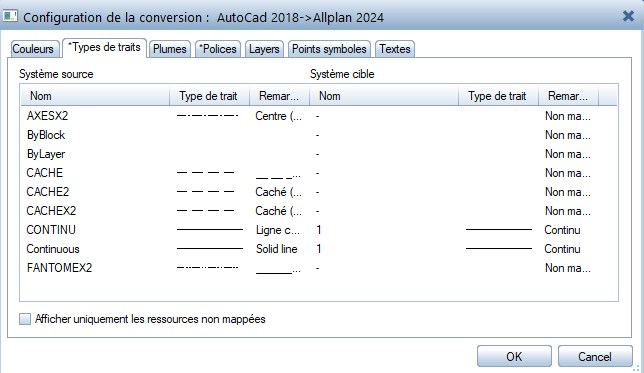 Configuration de la conversion : AutoCad 2018->Allplan 2024
Couleurs *Types de traits Plumes *Polices Layers Points symboles Textes
Système source Système cible
Nom Type de trait Remar... Nom Type de trait Remar...
AXESX2 Centre (... - Non ma...
ByBlock - Non ma...
ByLayer - Non ma...
CACHE __ __ _... - Non ma...
CACHE2 Caché (... - Non ma...
CACHEX2 Caché (... - Non ma...
CONTINU Ligne c... 1 Continu
Continuous Solid line 1 Continu
FANTOMEX2 ______... - Non ma...
Afficher uniquement les ressources non mappées
OK Cancel